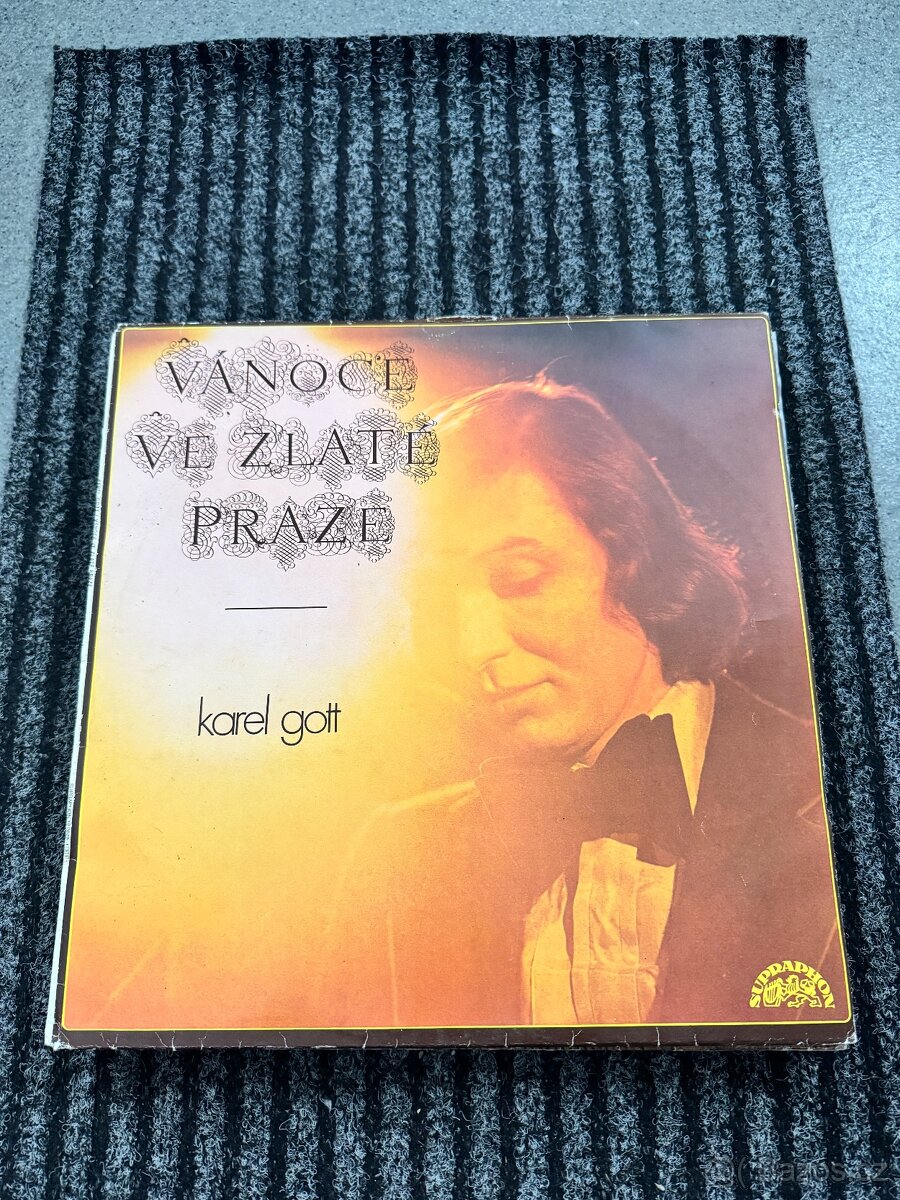 VÁNOCE
VE ZLATÉ
PRAZE
karel gott
SUPRAPHON